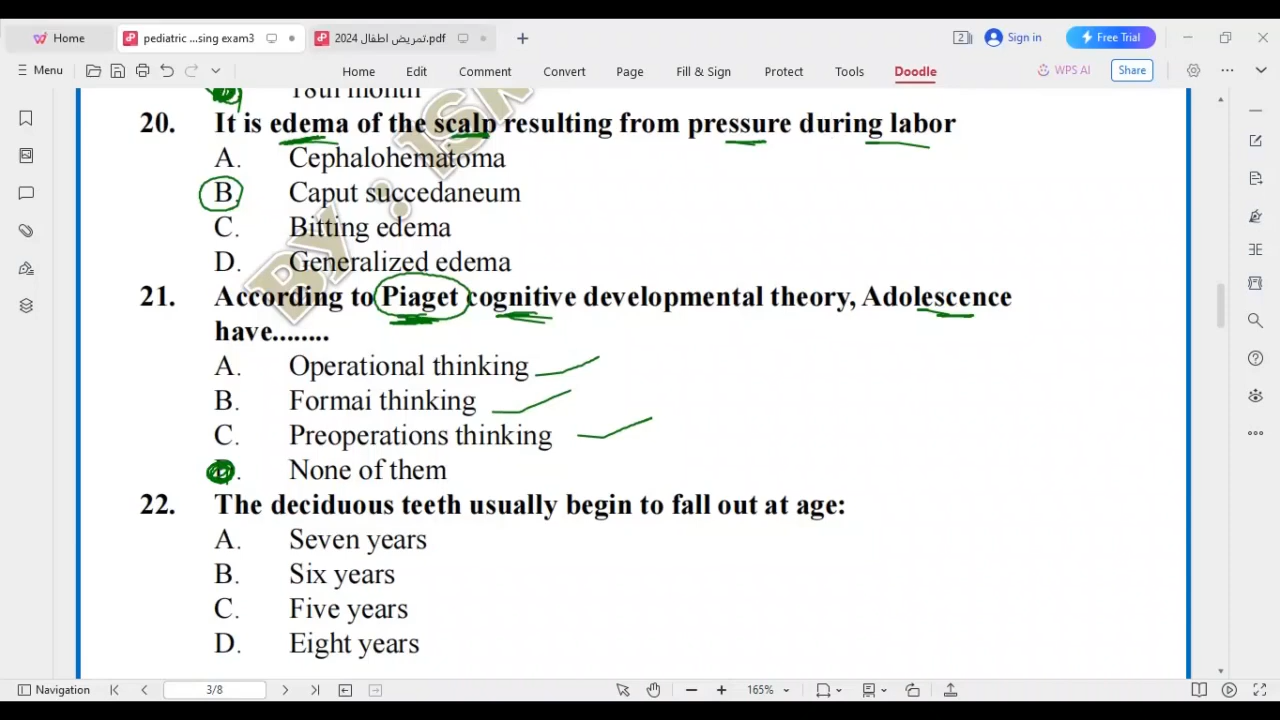 Home
pediatric ...sing exam3
تمريض اطفال 2024.pdf
Sign in
Free Trial
Menu
Home
Edit
Comment
Convert
Page
Fill & Sign
Protect
Tools
Doodle
WPS AI
Share
18th month
20. It is edema of the scalp resulting from pressure during labor
A. Cephalohematoma
B. Caput succedaneum
C. Bitting edema
D. Generalized edema
21. According to Piaget cognitive developmental theory, Adolescence
have........
A. Operational thinking
B. Formai thinking
C. Preoperations thinking
D. None of them
22. The deciduous teeth usually begin to fall out at age:
A. Seven years
B. Six years
C. Five years
D. Eight years
By : ISM
Navigation
3/8
165%